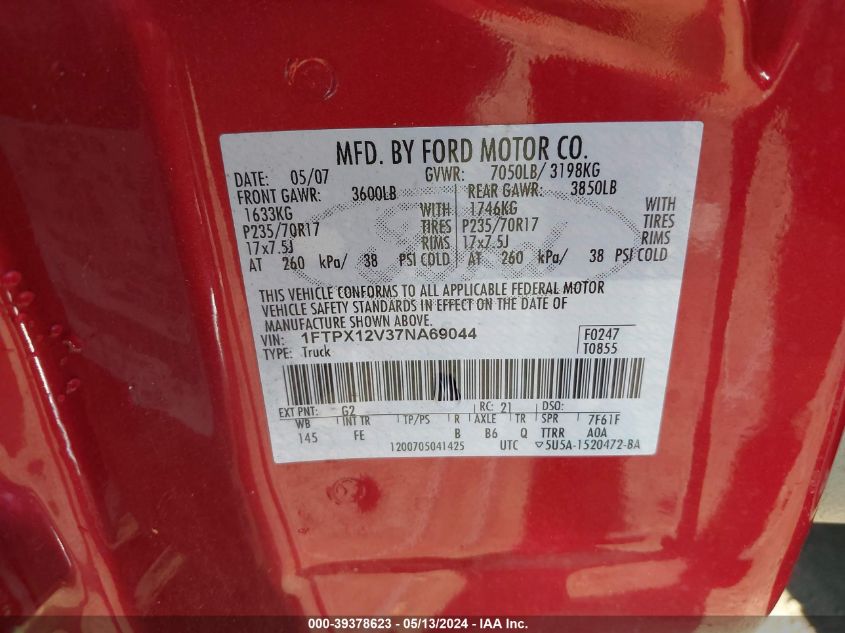 MFD. BY FORD MOTOR CO.
DATE: 05/07 GVWR: 7050LB/ 3198KG
FRONT GAWR: 3600LB REAR GAWR: 3850LB
1633KG WITH 1746KG WITH
P235/70R17 TIRES P235/70R17 TIRES
17x7.5J RIMS 17x7.5J RIMS
AT 260 kPa/ 38 PSI COLD AT 260 kPa/ 38 PSI COLD
THIS VEHICLE CONFORMS TO ALL APPLICABLE FEDERAL MOTOR
VEHICLE SAFETY STANDARDS IN EFFECT ON THE DATE OF
MANUFACTURE SHOWN ABOVE.
VIN: 1FTPX12V37NA69044 F0247
TYPE: Truck T0855
EXT PNT: G2 RC: 21 DSO:
WB INT TR TP/PS R AXLE TR SPR 7F61F
145 FE B B6 Q TTRR A0A
1200705041425 UTC ▽5U5A-1520472-BA
Ford
000-39378623 - 05/13/2024 - IAA Inc.